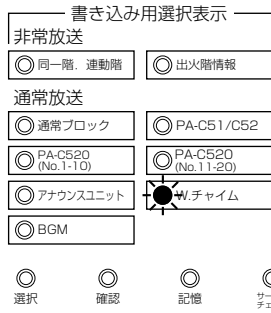 書き込み用選択表示
非常放送
同一階．連動階
出火階情報
通常放送
通常ブロック
PA-C51/C52
PA-C520
(No.1-10)
PA-C520
(No.11-20)
アナウンスユニット
W.チャイム
BGM
選択
確認
記憶